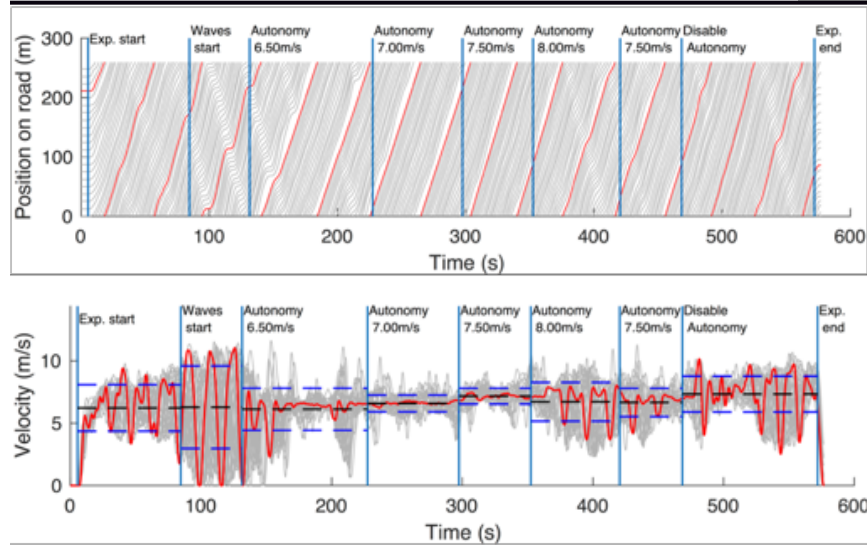 Exp. start
Waves
start
Autonomy
6.50m/s
Autonomy
7.00m/s
Autonomy
7.50m/s
Autonomy
8.00m/s
Autonomy
7.50m/s
Disable
Autonomy
Exp.
end
Position on road (m)
300
200
100
0
0 100 200 300 400 500 600
Time (s)
Exp. start
Waves
start
Autonomy
6.50m/s
Autonomy
7.00m/s
Autonomy
7.50m/s
Autonomy
8.00m/s
Autonomy
7.50m/s
Disable
Autonomy
Exp.
end
Velocity (m/s)
10
5
0
0 100 200 300 400 500 600
Time (s)